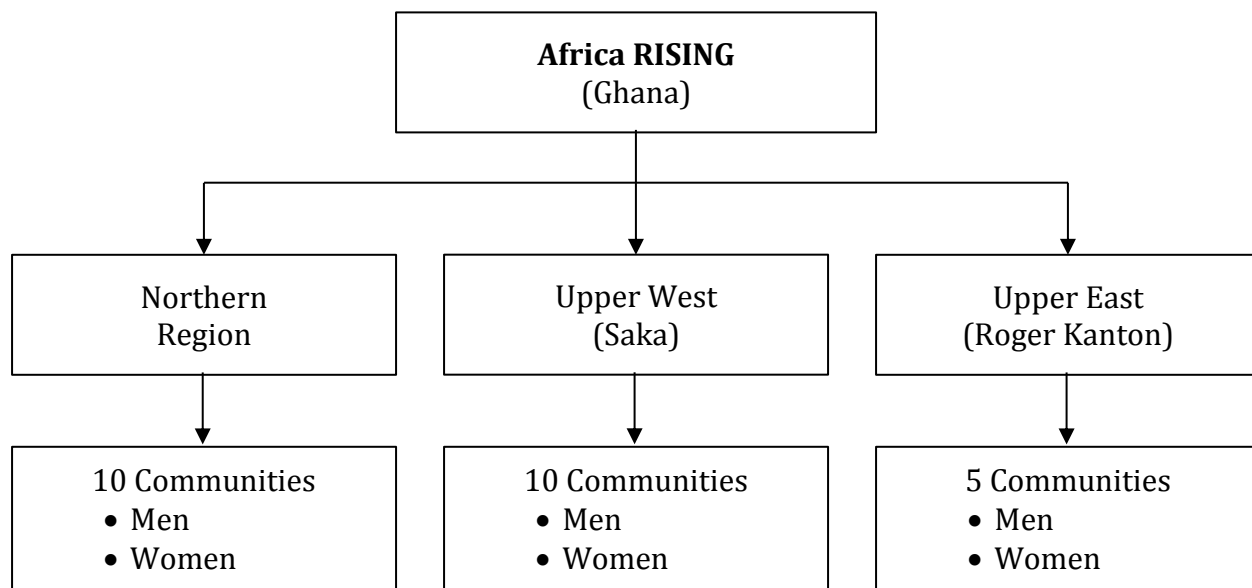 Africa RISING
(Ghana)
Northern
Region
Upper West
(Saka)
Upper East
(Roger Kanton)
10 Communities
• Men
• Women
10 Communities
• Men
• Women
5 Communities
• Men
• Women